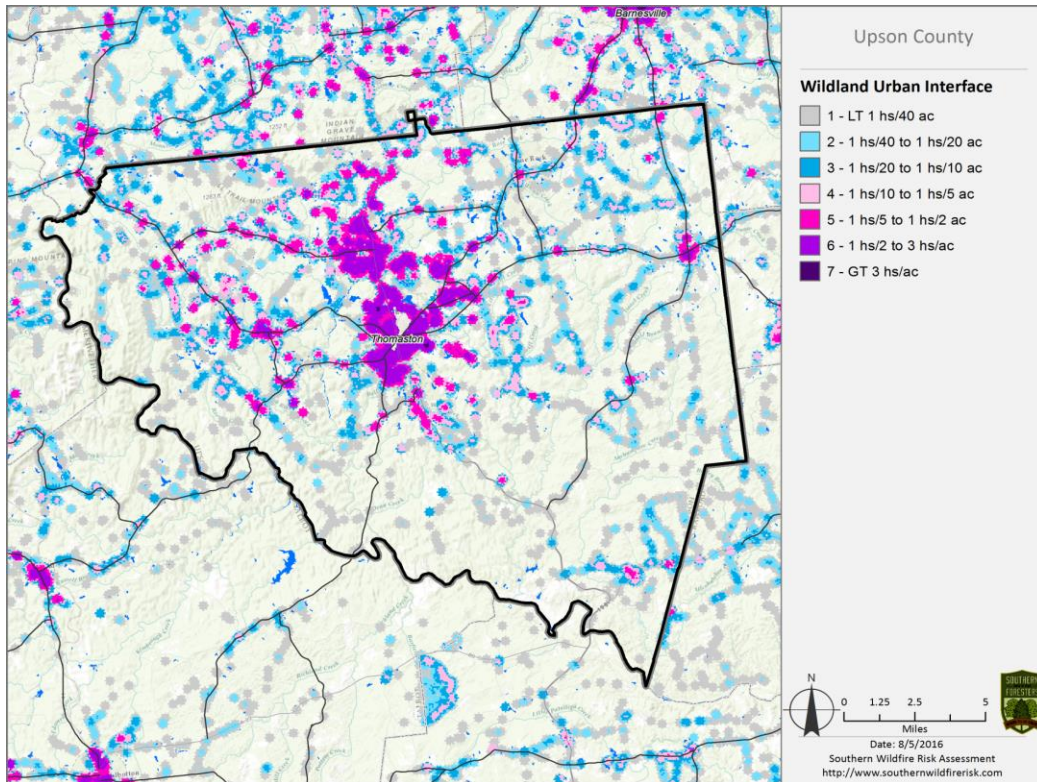 Barnesville
Upson County
Wildland Urban Interface
1 - LT 1 hs/40 ac
2 - 1 hs/40 to 1 hs/20 ac
3 - 1 hs/20 to 1 hs/10 ac
4 - 1 hs/10 to 1 hs/5 ac
5 - 1 hs/5 to 1 hs/2 ac
6 - 1 hs/2 to 3 hs/ac
7 - GT 3 hs/ac
1252 ft
INDIAN
GRAVE
MOUNTAIN
Thomaston
N
0 1.25 2.5 5
Miles
Date: 8/5/2016
Southern Wildfire Risk Assessment
http://www.southernwildfirerisk.com
SOUTHERN
FORESTERS